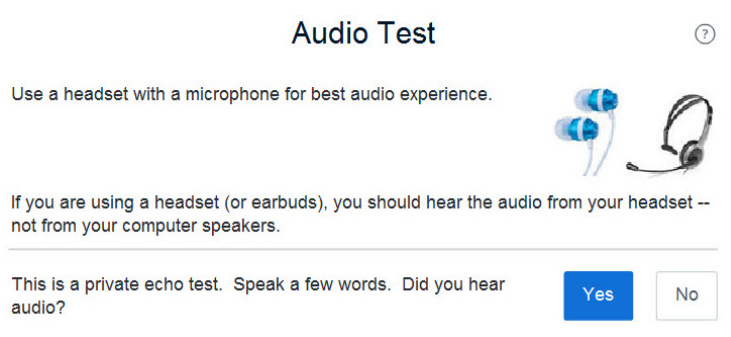 Audio Test
?
Use a headset with a microphone for best audio experience.
If you are using a headset (or earbuds), you should hear the audio from your headset --
not from your computer speakers.
This is a private echo test.  Speak a few words.  Did you hear
audio?
Yes
No